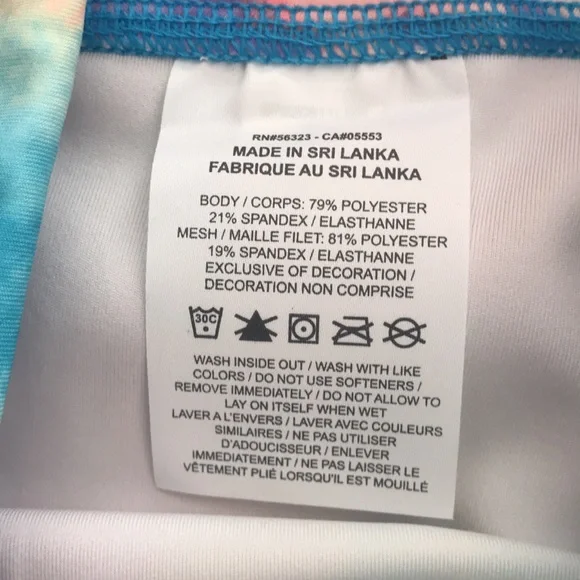 RN#56323 - CA#05553
MADE IN SRI LANKA
FABRIQUE AU SRI LANKA
BODY / CORPS: 79% POLYESTER
21% SPANDEX / ELASTHANNE
MESH / MAILLE FILET: 81% POLYESTER
19% SPANDEX / ELASTHANNE
EXCLUSIVE OF DECORATION /
DECORATION NON COMPRISE
30C
WASH INSIDE OUT / WASH WITH LIKE
COLORS / DO NOT USE SOFTENERS /
REMOVE IMMEDIATELY / DO NOT ALLOW TO
LAY ON ITSELF WHEN WET
LAVER A L'ENVERS / LAVER AVEC COULEURS
SIMILAIRES / NE PAS UTILISER
D'ADOUCISSEUR / ENLEVER
IMMEDIATEMENT / NE PAS LAISSER LE
VÊTEMENT PLIÉ LORSQU'IL EST MOUILLÉ